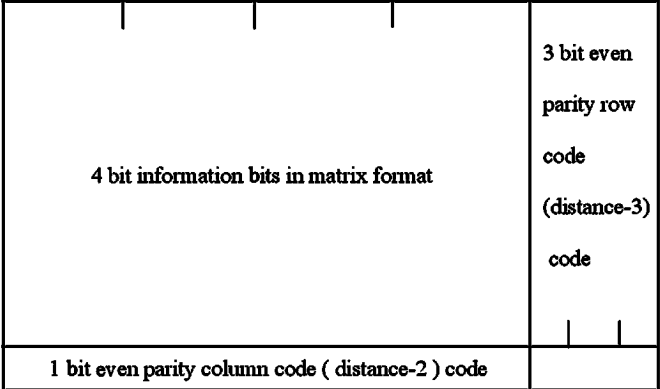 3 bit even
parity row
code
4 bit information bits in matrix format
(distance-3)
code
1 bit even parity column code ( distance-2 ) code